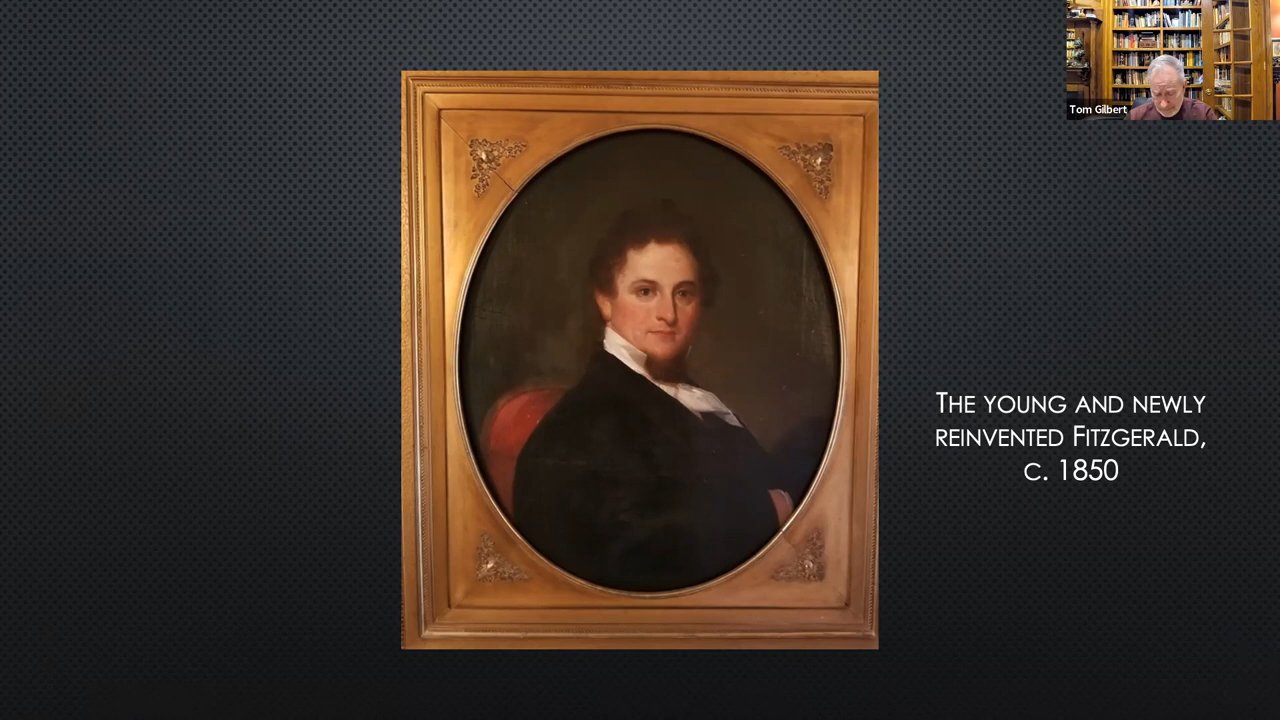 Tom Gilbert
The young and newly
reinvented Fitzgerald,
c. 1850